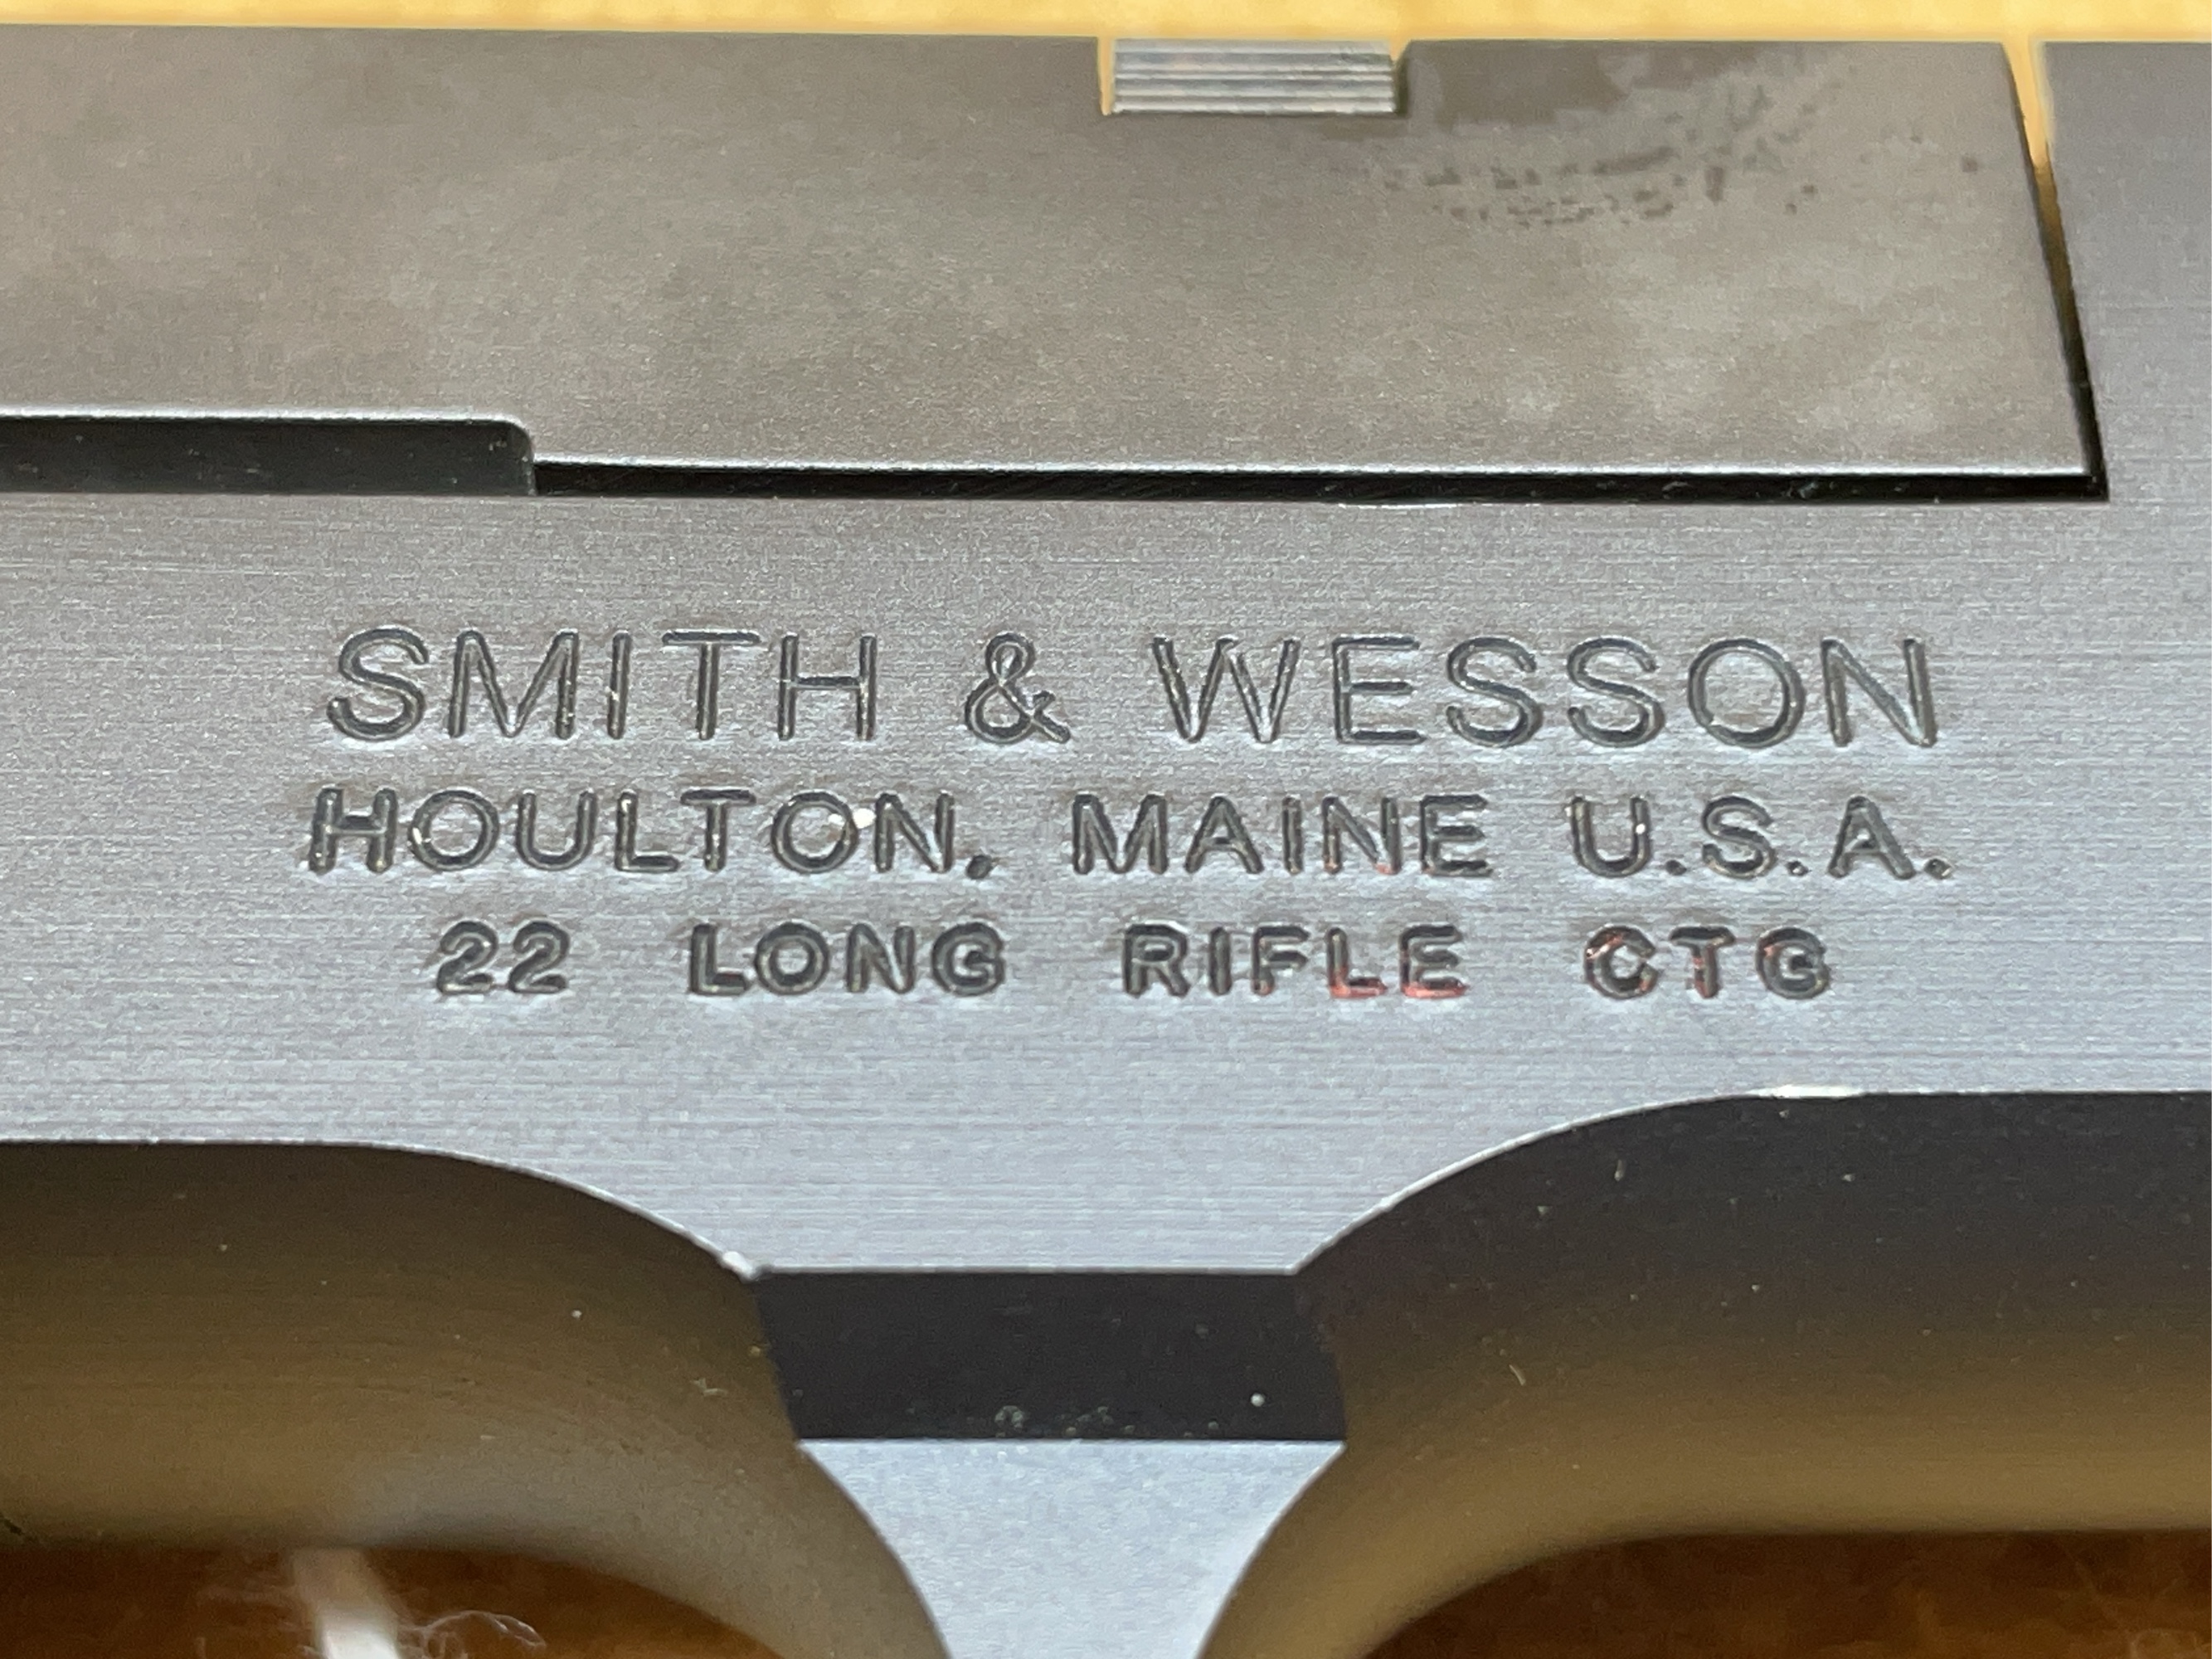 SMITH & WESSON
HOULTON, MAINE U.S.A.
22 LONG RIFLE CTG